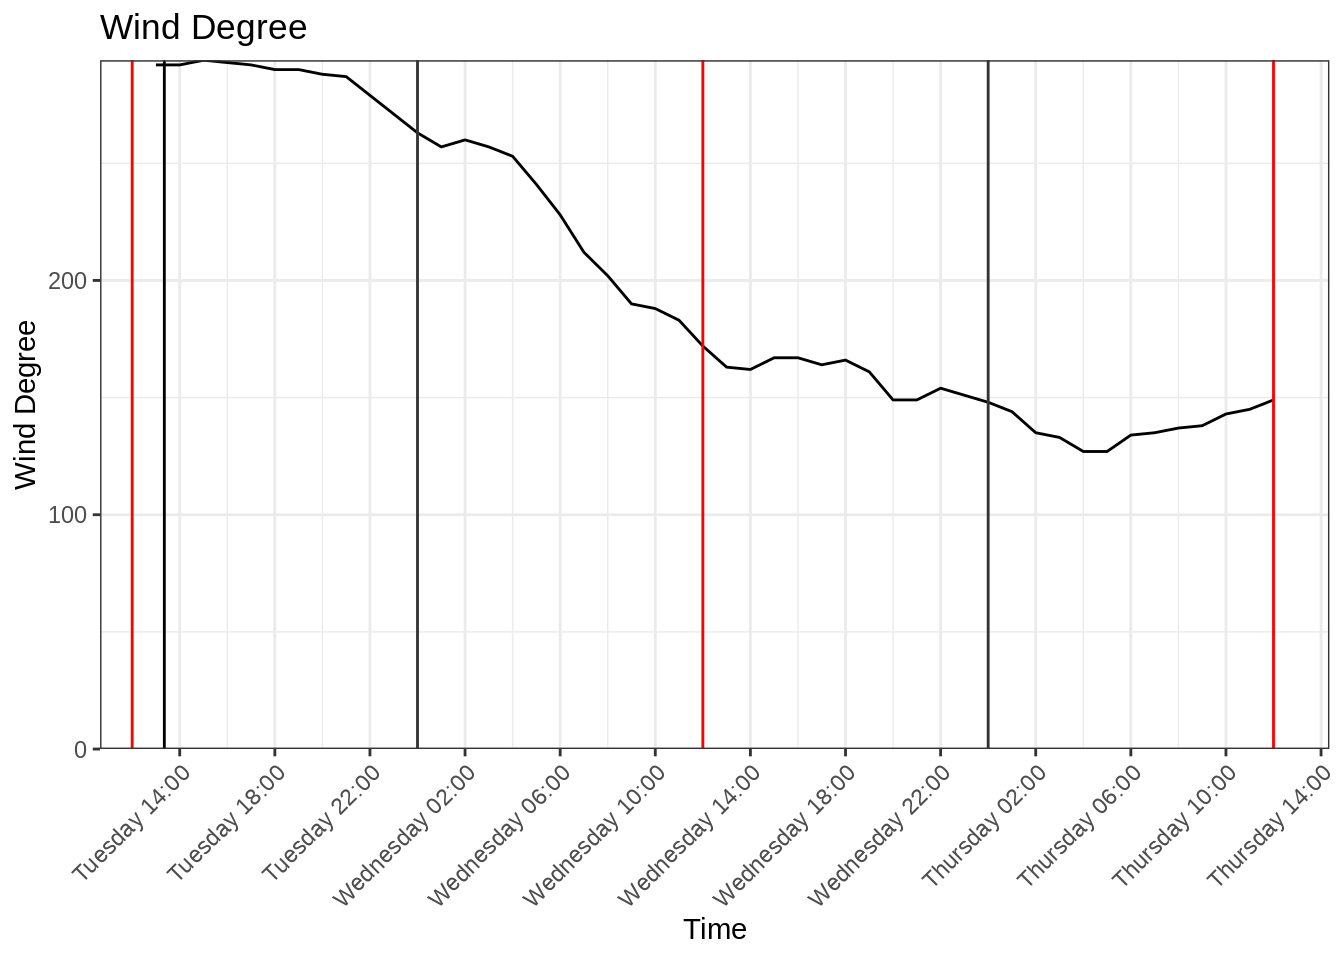 Wind Degree
Wind Degree
200
100
0
Tuesday 14:00
Tuesday 18:00
Tuesday 22:00
Wednesday 02:00
Wednesday 06:00
Wednesday 10:00
Wednesday 14:00
Wednesday 18:00
Wednesday 22:00
Thursday 02:00
Thursday 06:00
Thursday 10:00
Thursday 14:00
Time